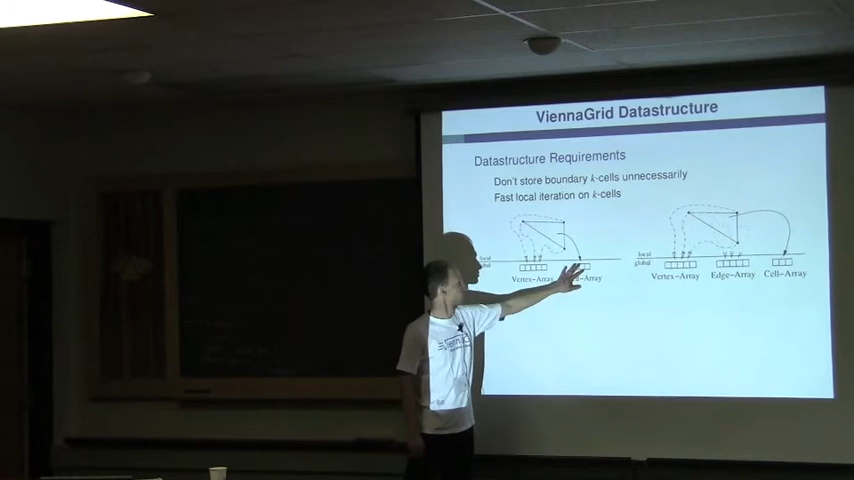 ViennaGrid Datastructure
Datastructure Requirements
Don't store boundary k-cells unnecessarily
Fast local iteration on k-cells
local
global
Vertex-Array
-Array
local
global
Vertex-Array
Edge-Array
Cell-Array